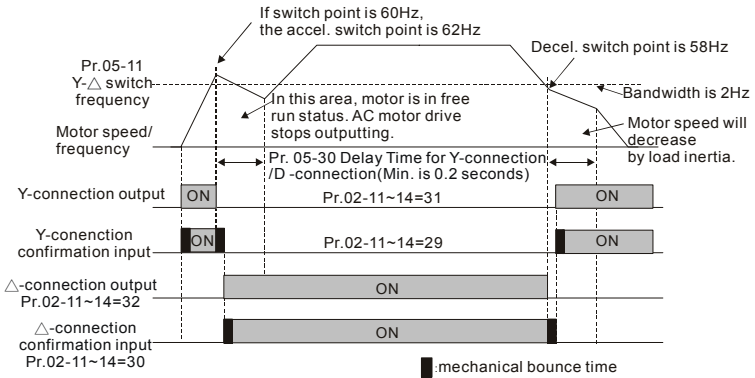 If switch point is 60Hz,
the accel. switch point is 62Hz
Decel. switch point is 58Hz
Pr.05-11
Y-△ switch
frequency
Bandwidth is 2Hz
In this area, motor is in free
run status. AC motor drive
stops outputting.
Motor speed will
decrease
by load inertia.
Motor speed/
frequency
Pr. 05-30 Delay Time for Y-connection
/D -connection(Min. is 0.2 seconds)
Y-connection output
ON
Pr.02-11~14=31
ON
Y-conenction
confirmation input
ON
Pr.02-11~14=29
ON
△-connection output
Pr.02-11~14=32
ON
△-connection
confirmation input
Pr.02-11~14=30
ON
:mechanical bounce time